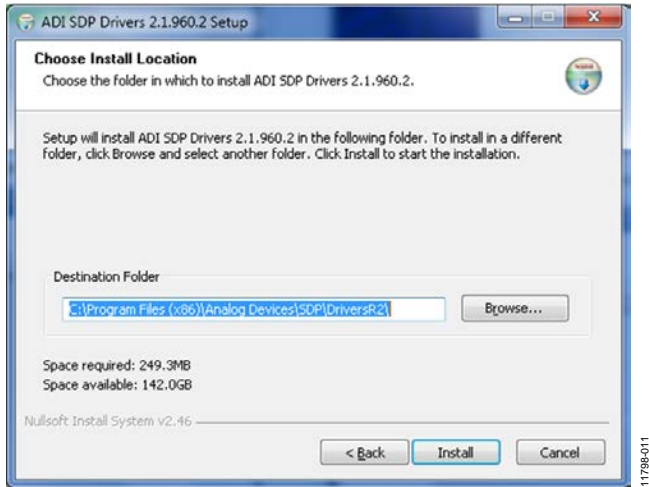 ADI SDP Drivers 2.1.960.2 Setup
Choose Install Location
Choose the folder in which to install ADI SDP Drivers 2.1.960.2.
Setup will install ADI SDP Drivers 2.1.960.2 in the following folder. To install in a different
folder, click Browse and select another folder. Click Install to start the installation.
Destination Folder
C:\Program Files (x86)\Analog Devices\SDP\DriversR2\
Browse...
Space required: 249.3MB
Space available: 142.0GB
Nullsoft Install System v2.46
< Back
Install
Cancel
11798-011